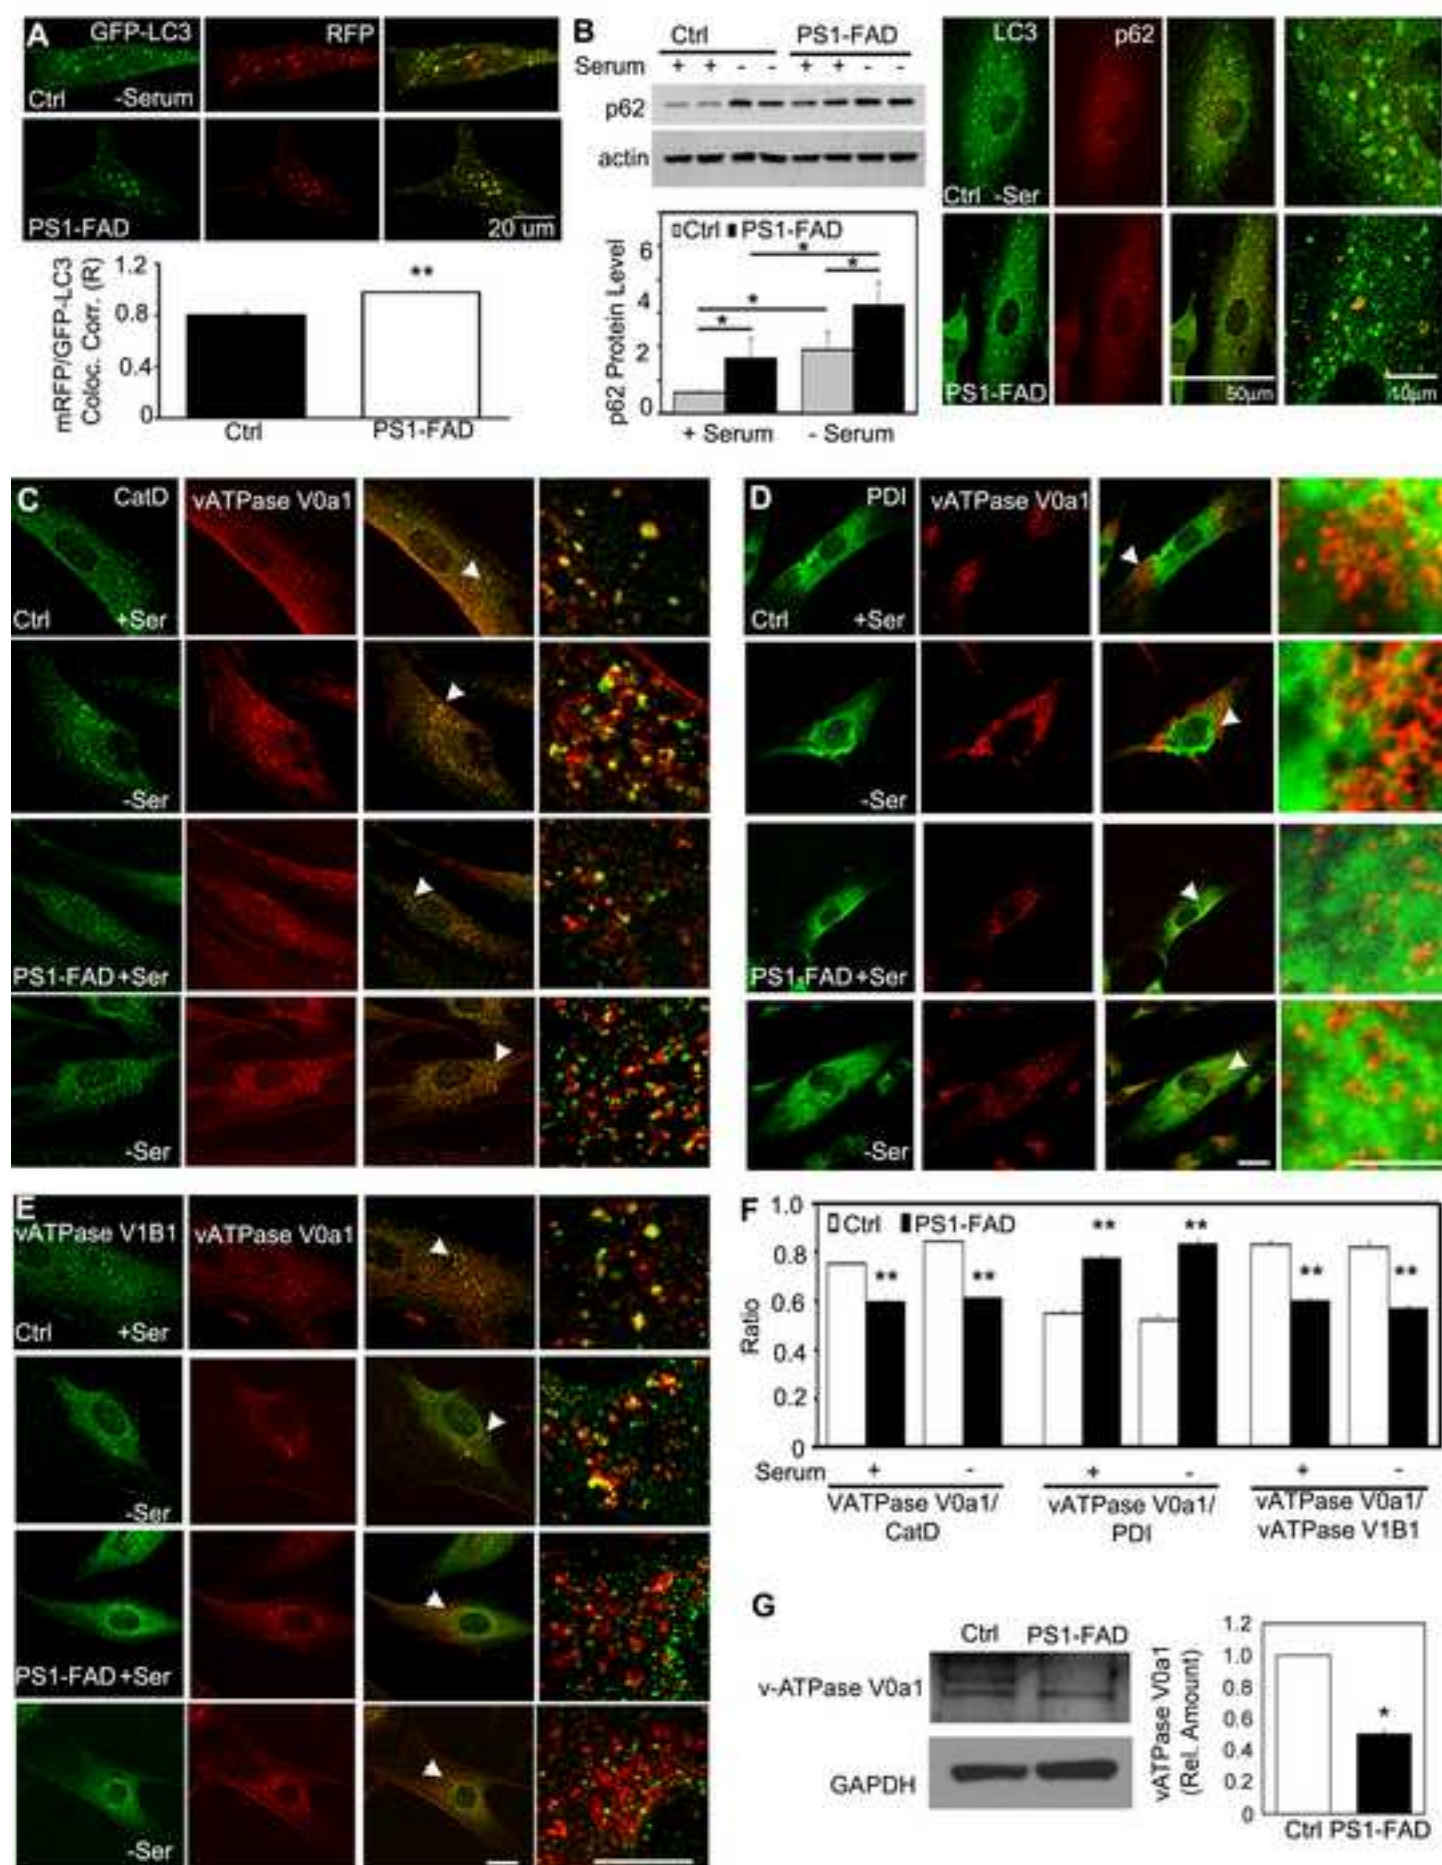 A
GFP-LC3 RFP
Ctrl -Serum
PS1-FAD
20 um
mRFP/GFP-LC3
Coloc. Corr. (R)
1.2
0.8
0.4
0
**
Ctrl PS1-FAD
B
Ctrl PS1-FAD
Serum + + - - + + - -
p62
actin
Ctrl PS1-FAD
p62 Protein Level
6
4
2
0
* * * *
+ Serum - Serum
LC3 p62
Ctrl -Ser
PS1-FAD
50µm 10µm
C
CatD vATPase V0a1
Ctrl +Ser
-Ser
PS1-FAD +Ser
-Ser
D
PDI vATPase V0a1
Ctrl +Ser
-Ser
PS1-FAD +Ser
-Ser
E
vATPase V1B1 vATPase V0a1
Ctrl +Ser
-Ser
PS1-FAD +Ser
-Ser
F
Ctrl PS1-FAD
Ratio
1.0
0.8
0.6
0.4
0.2
0
** ** ** ** ** **
Serum + - + - + -
VATPase V0a1/ vATPase V0a1/ vATPase V0a1/
CatD PDI vATPase V1B1
G
Ctrl PS1-FAD
v-ATPase V0a1
GAPDH
vATPase V0a1
(Rel. Amount)
1.2
1.0
0.8
0.6
0.4
0.2
0
*
Ctrl PS1-FAD